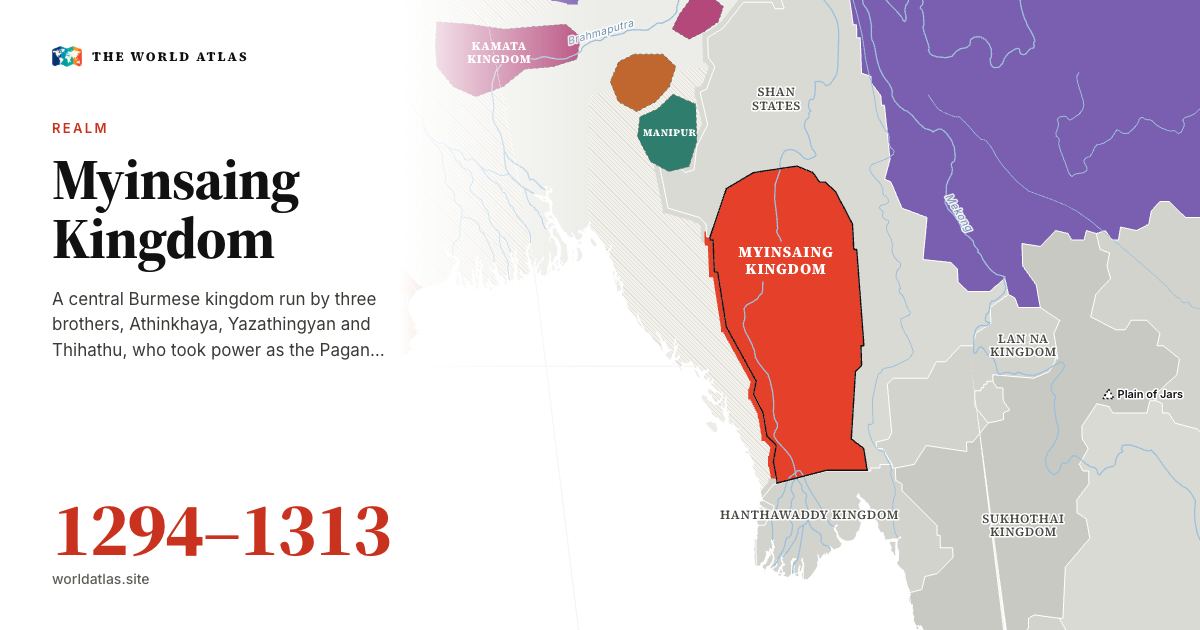 THE WORLD ATLAS
REALM
Myinsaing
Kingdom
A central Burmese kingdom run by three
brothers, Athinkhaya, Yazathingyan and
Thihathu, who took power as the Pagan...
1294–1313
worldatlas.site
KAMATA
KINGDOM
Brahmaputra
SHAN
STATES
MANIPUR
Mekong
MYINSAING
KINGDOM
LAN NA
KINGDOM
Plain of Jars
HANTHAWADDY KINGDOM
SUKHOTHAI
KINGDOM